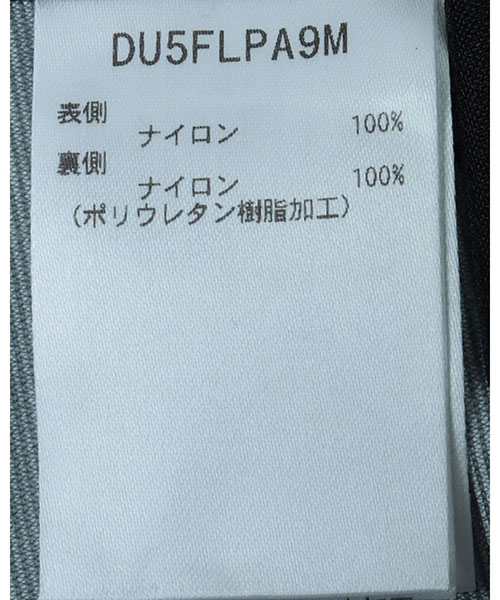 DU5FLPA9M
表側
ナイロン 100%
裏側
ナイロン 100%
(ポリウレタン樹脂加工)